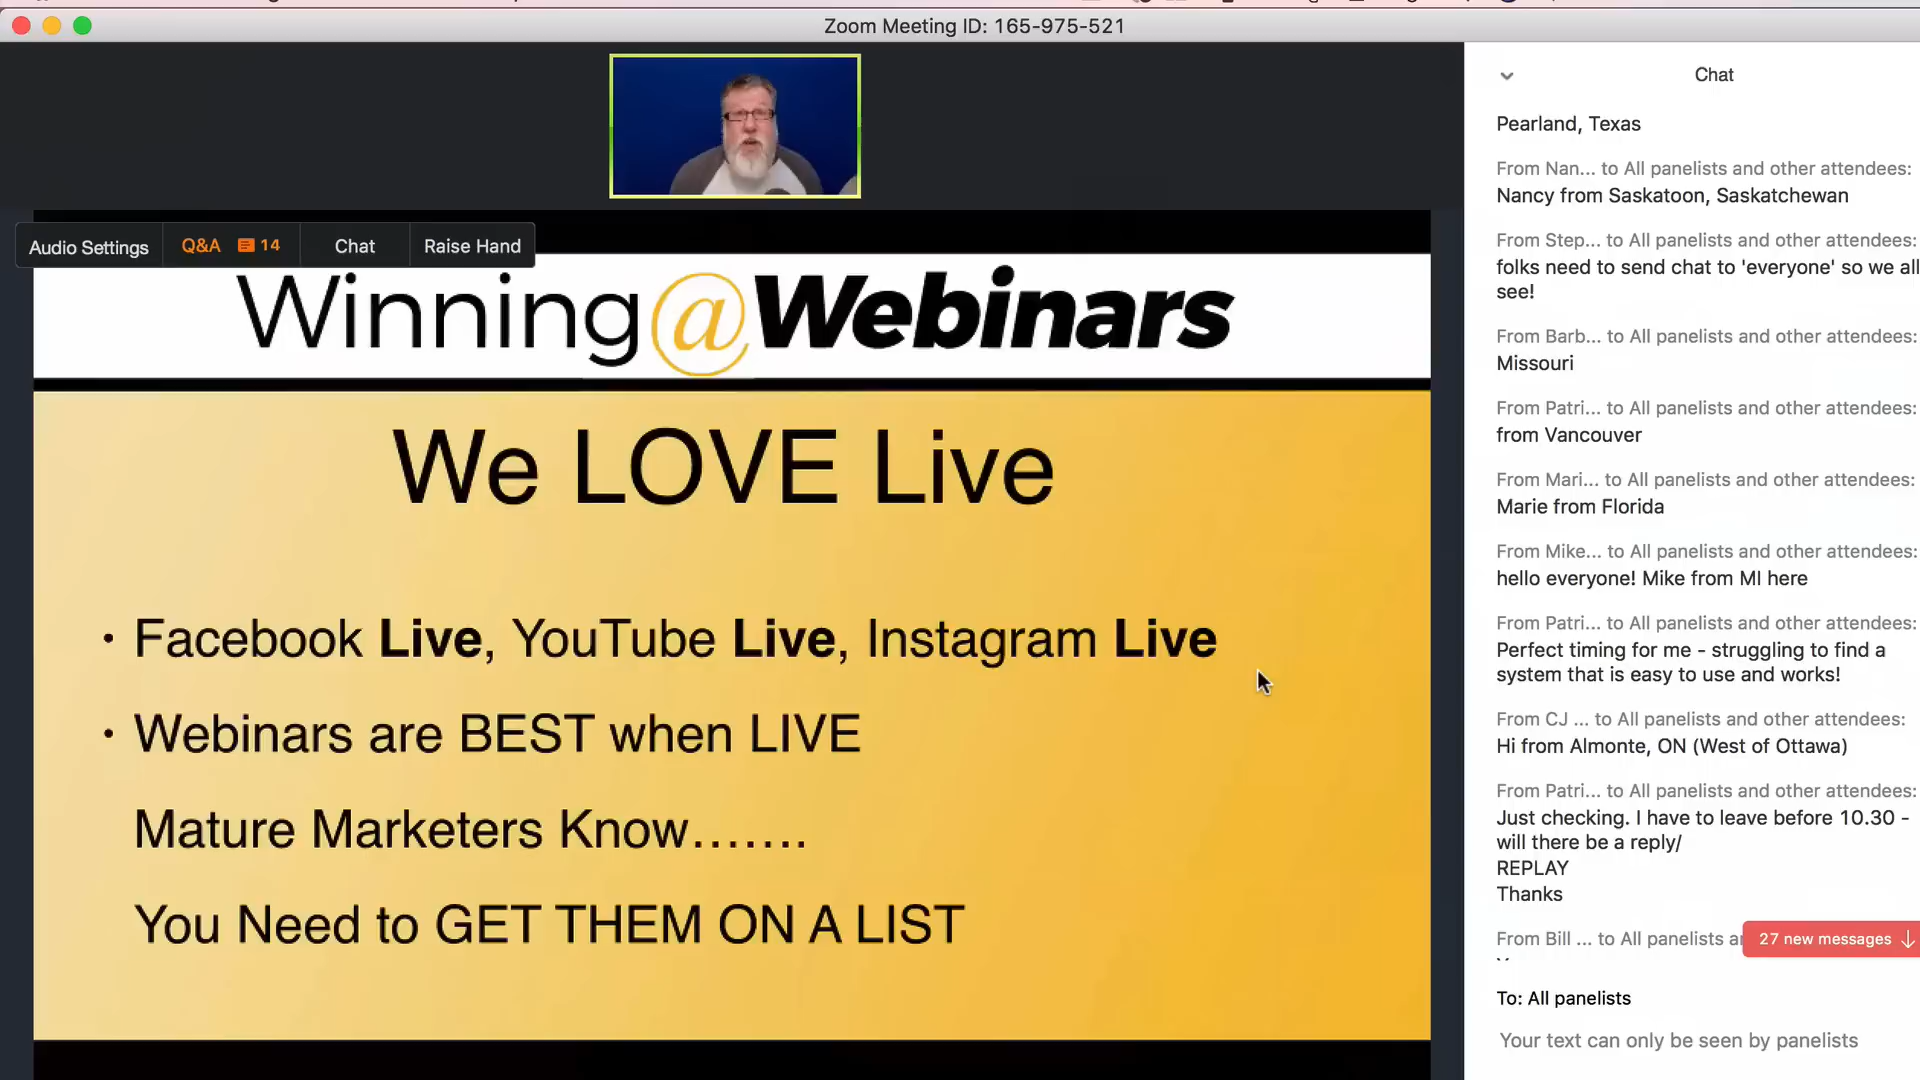 Zoom Meeting ID: 165-975-521
Audio Settings
Q&A 14
Chat
Raise Hand
Winning@Webinars
We LOVE Live
• Facebook Live, YouTube Live, Instagram Live
• Webinars are BEST when LIVE
Mature Marketers Know.......
You Need to GET THEM ON A LIST
Chat
Pearland, Texas
From Nan... to All panelists and other attendees:
Nancy from Saskatoon, Saskatchewan
From Step... to All panelists and other attendees:
folks need to send chat to 'everyone' so we all
see!
From Barb... to All panelists and other attendees:
Missouri
From Patri... to All panelists and other attendees:
from Vancouver
From Mari... to All panelists and other attendees:
Marie from Florida
From Mike... to All panelists and other attendees:
hello everyone! Mike from MI here
From Patri... to All panelists and other attendees:
Perfect timing for me - struggling to find a
system that is easy to use and works!
From CJ ... to All panelists and other attendees:
Hi from Almonte, ON (West of Ottawa)
From Patri... to All panelists and other attendees:
Just checking. I have to leave before 10.30 -
will there be a reply/
REPLAY
Thanks
From Bill ... to All panelists
27 new messages
To: All panelists
Your text can only be seen by panelists